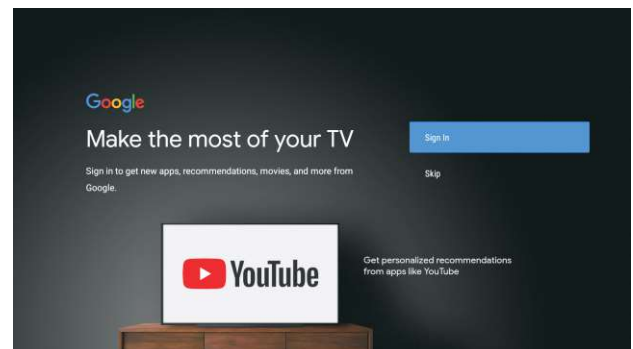 Google
Make the most of your TV
Sign in to get new apps, recommendations, movies, and more from
Google.
Sign In
Skip
YouTube
Get personalized recommendations
from apps like YouTube